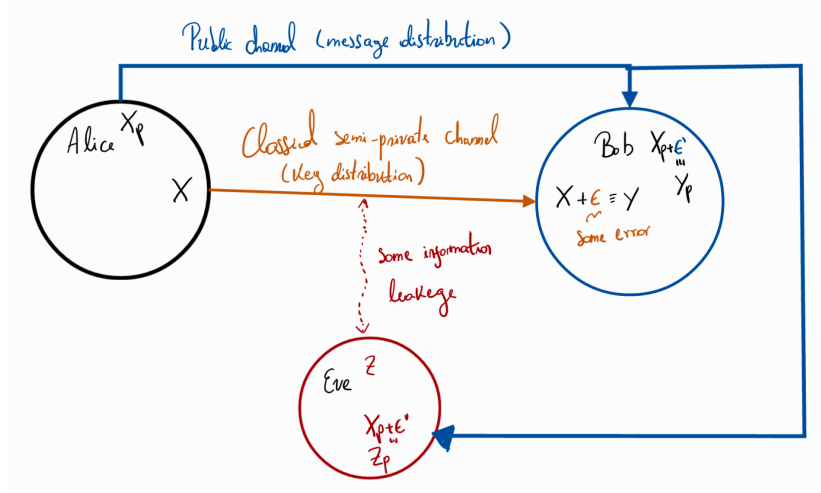 Public channel (message distribution)
Alice Xp
X
Classical semi-private channel
(Key distribution)
Bob Xp+ϵ'
Yp
X + ϵ ≡ Y
Some error
Some information
leakege
Eve Z
Xp+ϵ'
Zp